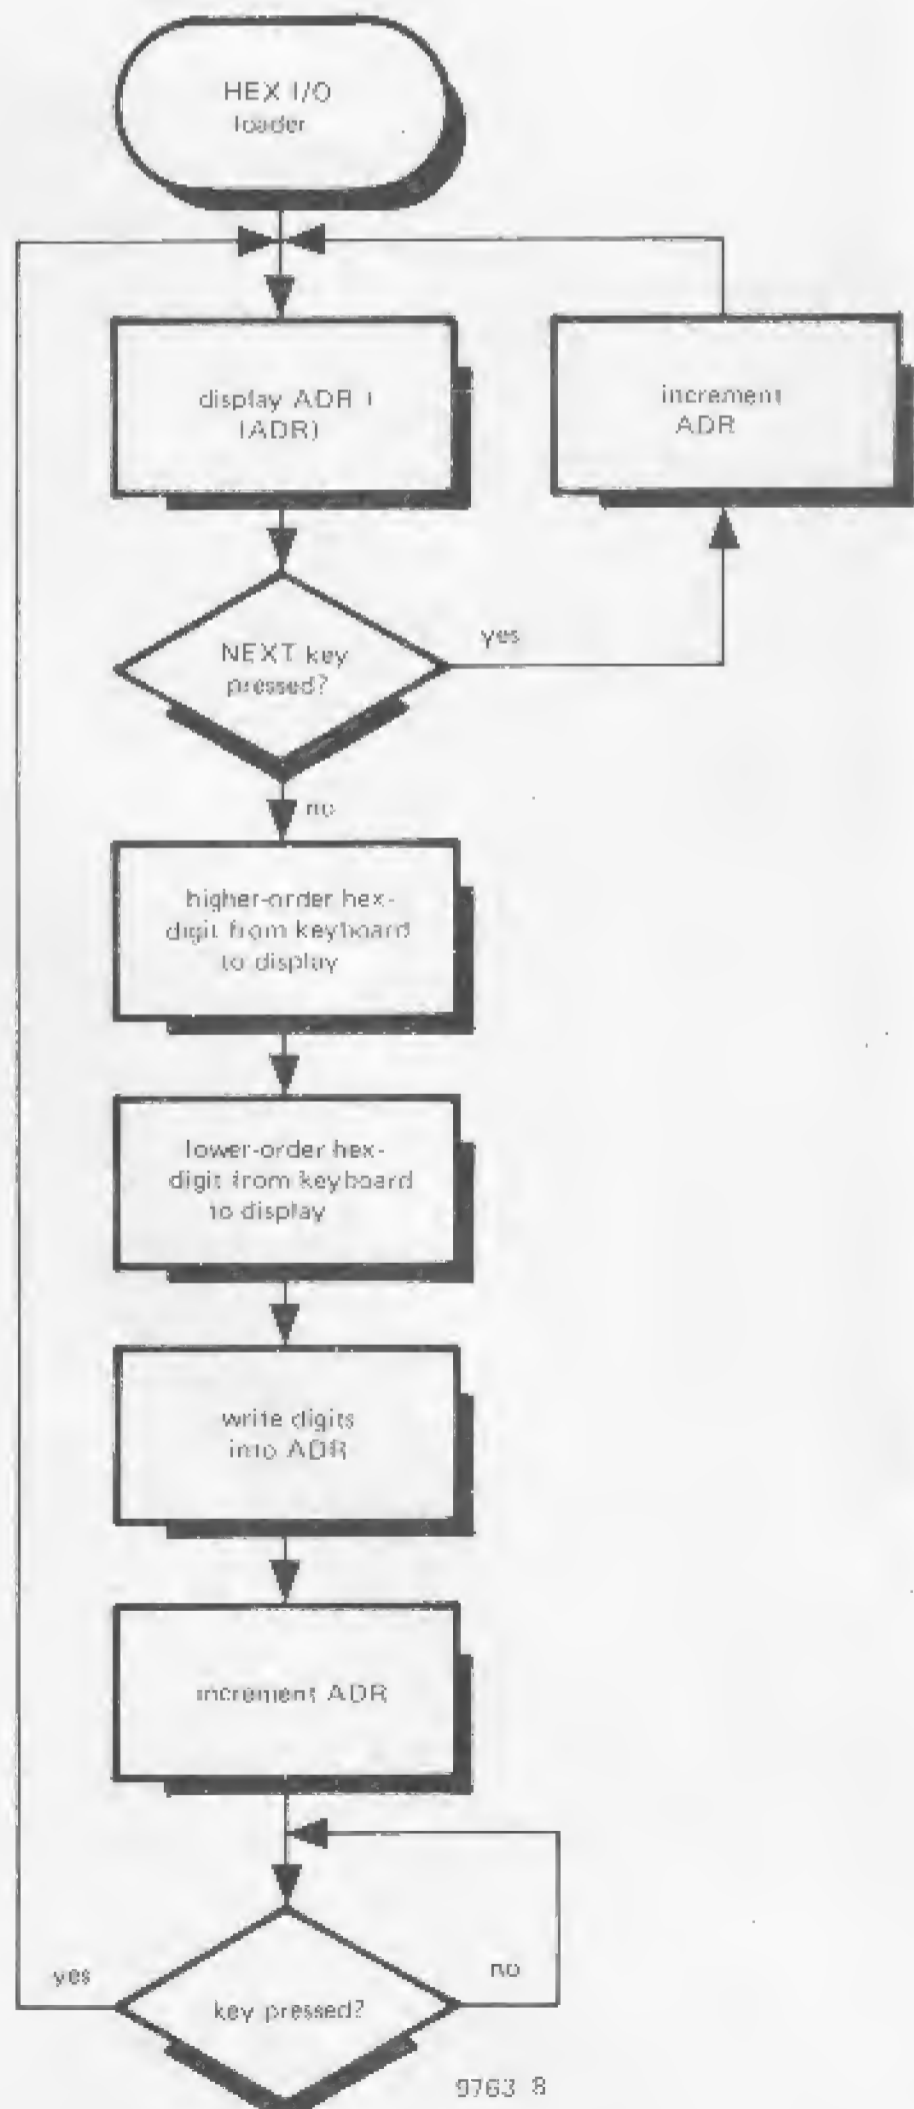 HEX I/O
loader
display ADR
(ADR)
increment
ADR
NEXT key
pressed?
yes
no
higher-order hex-
digit from keyboard
to display
lower-order hex-
digit from keyboard
to display
write digits
into ADR
increment ADR
yes
no
key pressed?
9763 8